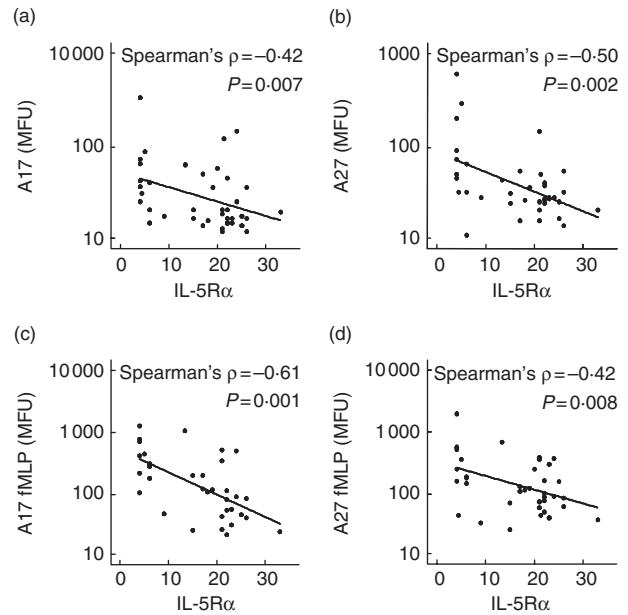 (a)
Spearman's ρ=–0·42
P=0·007
10 000
100
10
A17 (MFU)
0 10 20 30
IL-5Rα
(b)
Spearman's ρ=–0·50
P=0·002
1000
100
10
A27 (MFU)
0 10 20 30
IL-5Rα
(c)
Spearman's ρ=–0·61
P=0·001
10 000
1 000
100
10
A17 fMLP (MFU)
0 10 20 30
IL-5Rα
(d)
Spearman's ρ=–0·42
P=0·008
10 000
1 000
100
10
A27 fMLP (MFU)
0 10 20 30
IL-5Rα